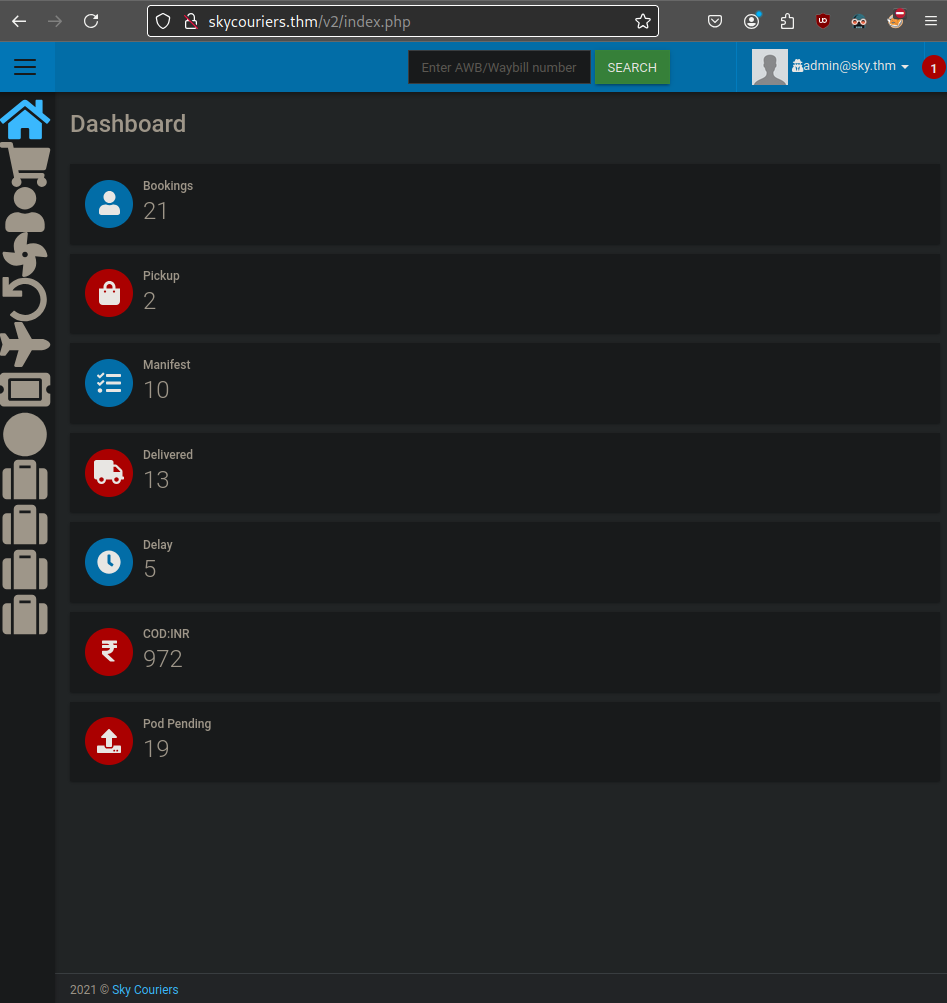 skycouriers.thm/v2/index.php
Enter AWB/Waybill number SEARCH admin@sky.thm 1
Dashboard
Bookings
21
Pickup
2
Manifest
10
Delivered
13
Delay
5
COD:INR
972
Pod Pending
19
2021 © Sky Couriers